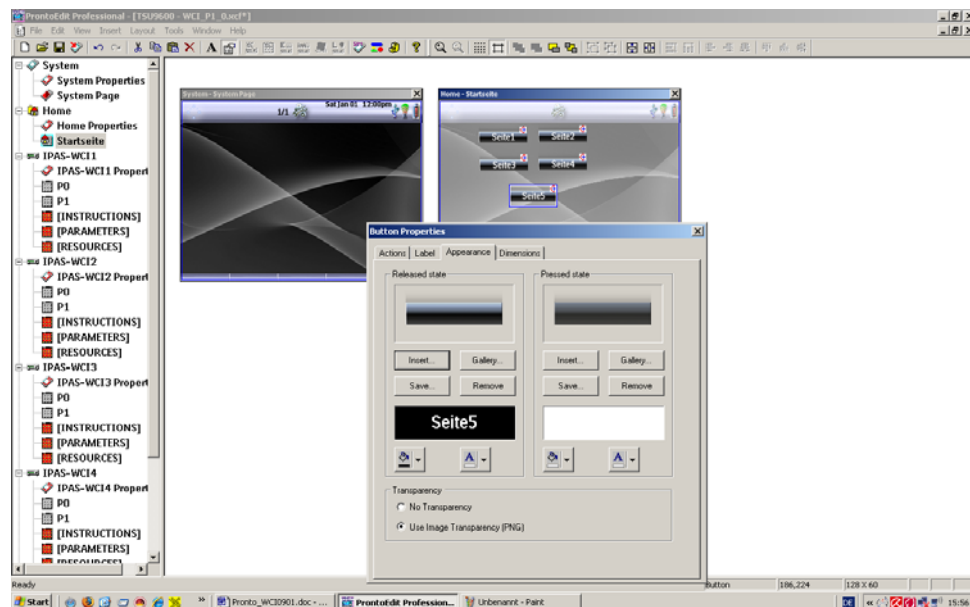 ProntoEdit Professional - [TSU9600 - WCI_P1_0.xcf*]
File Edit View Insert Layout Tools Window Help
System
System Properties
System Page
Home
Home Properties
Startseite
IPAS-WCI1
IPAS-WCI1 Propert
P0
P1
[INSTRUCTIONS]
[PARAMETERS]
[RESOURCES]
IPAS-WCI2
IPAS-WCI2 Propert
P0
P1
[INSTRUCTIONS]
[PARAMETERS]
[RESOURCES]
IPAS-WCI3
IPAS-WCI3 Propert
P0
P1
[INSTRUCTIONS]
[PARAMETERS]
[RESOURCES]
IPAS-WCI4
IPAS-WCI4 Propert
P0
P1
[INSTRUCTIONS]
[PARAMETERS]
[RESOURCES]
System - System Page
1/1
Sat Jan 01 12:00pm
Home - Startseite
Seite1 Seite2
Seite3 Seite4
Seite5
Button Properties
Actions Label Appearance Dimensions
Released state
Insert... Gallery...
Save... Remove
Seite5
A
Pressed state
Insert... Gallery...
Save... Remove
A
Transparency
No Transparency
Use Image Transparency (PNG)
Ready
Button 186,224 128 X 60
Start
Pronto_WCI0901.doc - ...
ProntoEdit Profession...
Unbenannt - Paint
DE
15:56